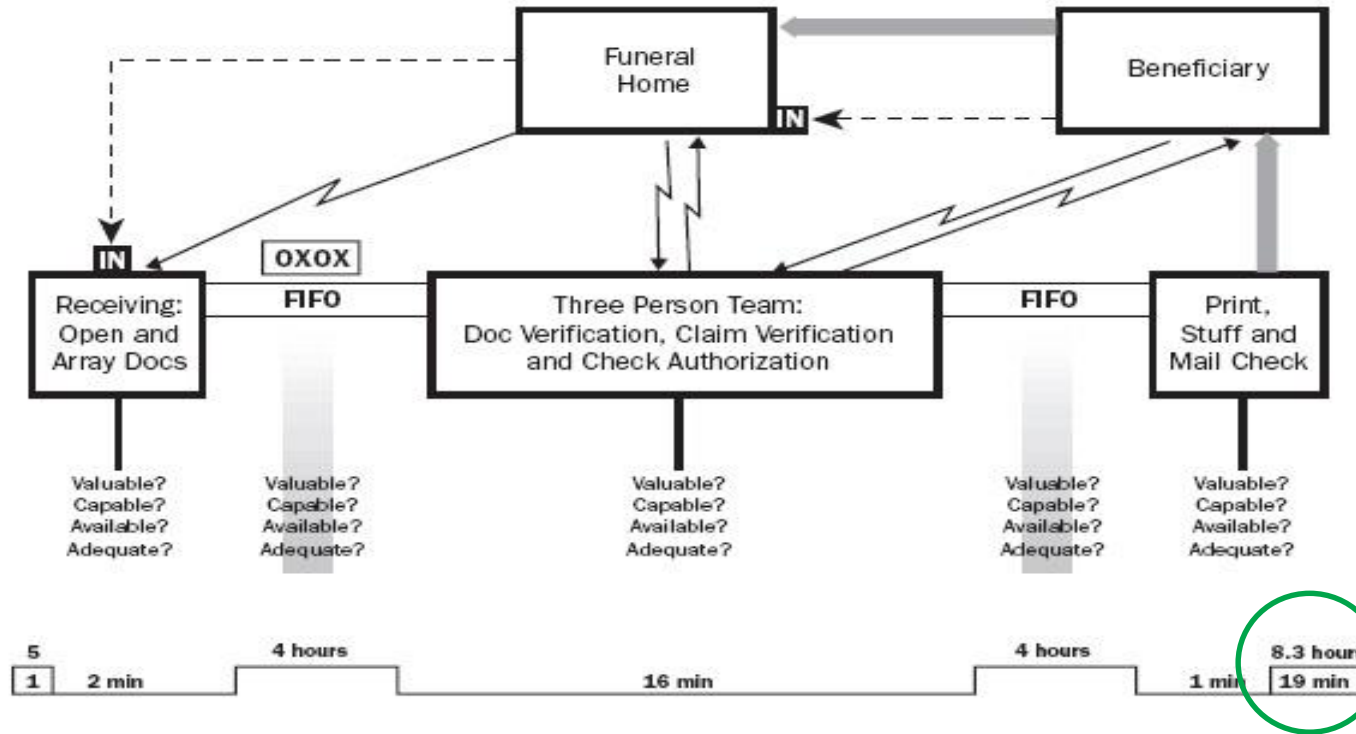 Funeral
Home
Beneficiary
IN
IN
OXOX
FIFO
FIFO
Receiving:
Open and
Array Docs
Three Person Team:
Doc Verification, Claim Verification
and Check Authorization
Print,
Stuff and
Mail Check
Valuable?
Capable?
Available?
Adequate?
Valuable?
Capable?
Available?
Adequate?
Valuable?
Capable?
Available?
Adequate?
Valuable?
Capable?
Available?
Adequate?
Valuable?
Capable?
Available?
Adequate?
5
4 hours
4 hours
8.3 hours
1
2 min
16 min
1 min
19 min